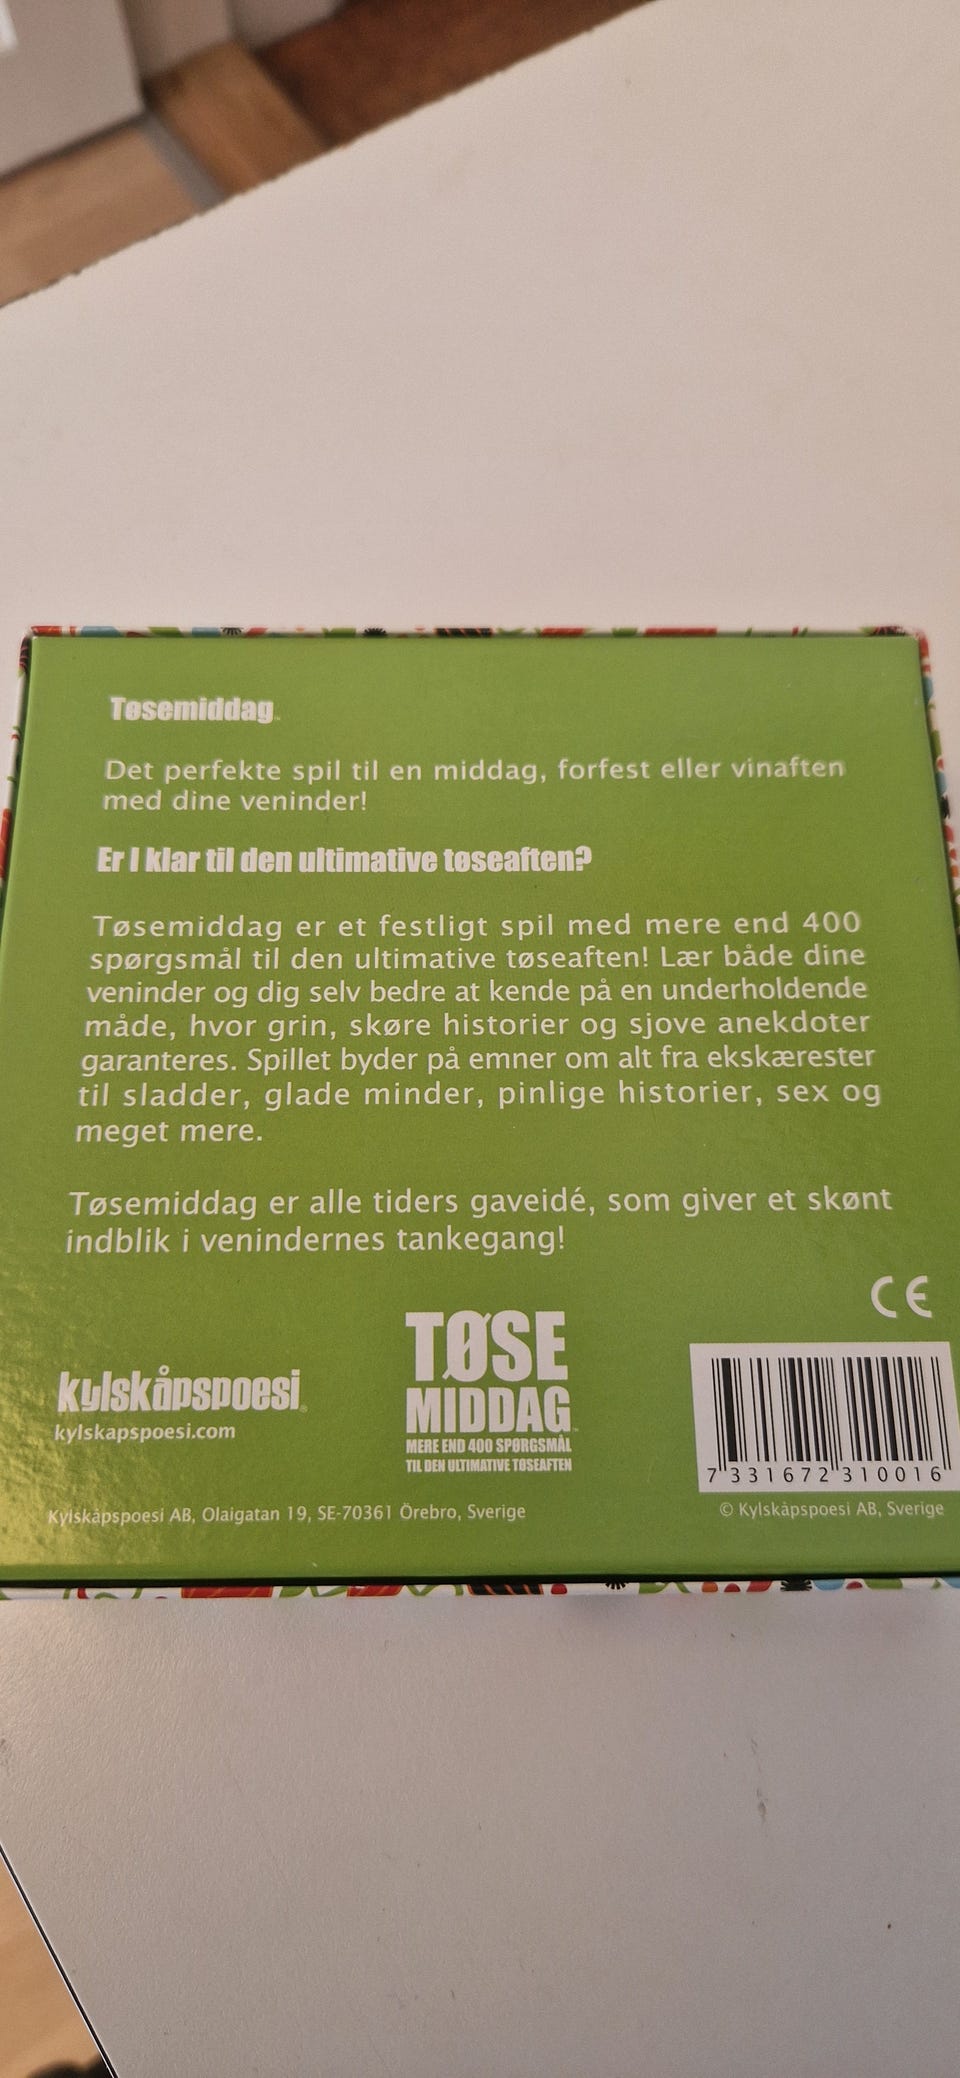 Tøsemiddag™
Det perfekte spil til en middag, forfest eller vinaften
med dine veninder!
Er I klar til den ultimative tøseaften?
Tøsemiddag er et festligt spil med mere end 400
spørgsmål til den ultimative tøseaften! Lær både dine
veninder og dig selv bedre at kende på en underholdende
måde, hvor grin, skøre historier og sjove anekdoter
garanteres. Spillet byder på emner om alt fra ekskærester
til sladder, glade minder, pinlige historier, sex og
meget mere.
Tøsemiddag er alle tiders gaveidé, som giver et skønt
indblik i venindernes tankegang!
CE
kylskåpspoesi®
kylskapspoesi.com
TØSE
MIDDAG™
MERE END 400 SPØRGSMÅL
TIL DEN ULTIMATIVE TØSEAFTEN
7 331672 310016
Kylskåpspoesi AB, Olaigatan 19, SE-70361 Örebro, Sverige
© Kylskåpspoesi AB, Sverige